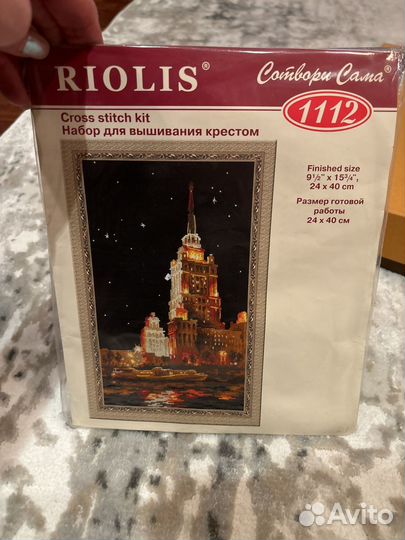 RIOLIS®
Сотвори Сама®
1112
Cross stitch kit
Набор для вышивания крестом
Finished size
9½" x 15¾",
24 x 40 cm
Размер готовой
работы
24 x 40 см
Avito